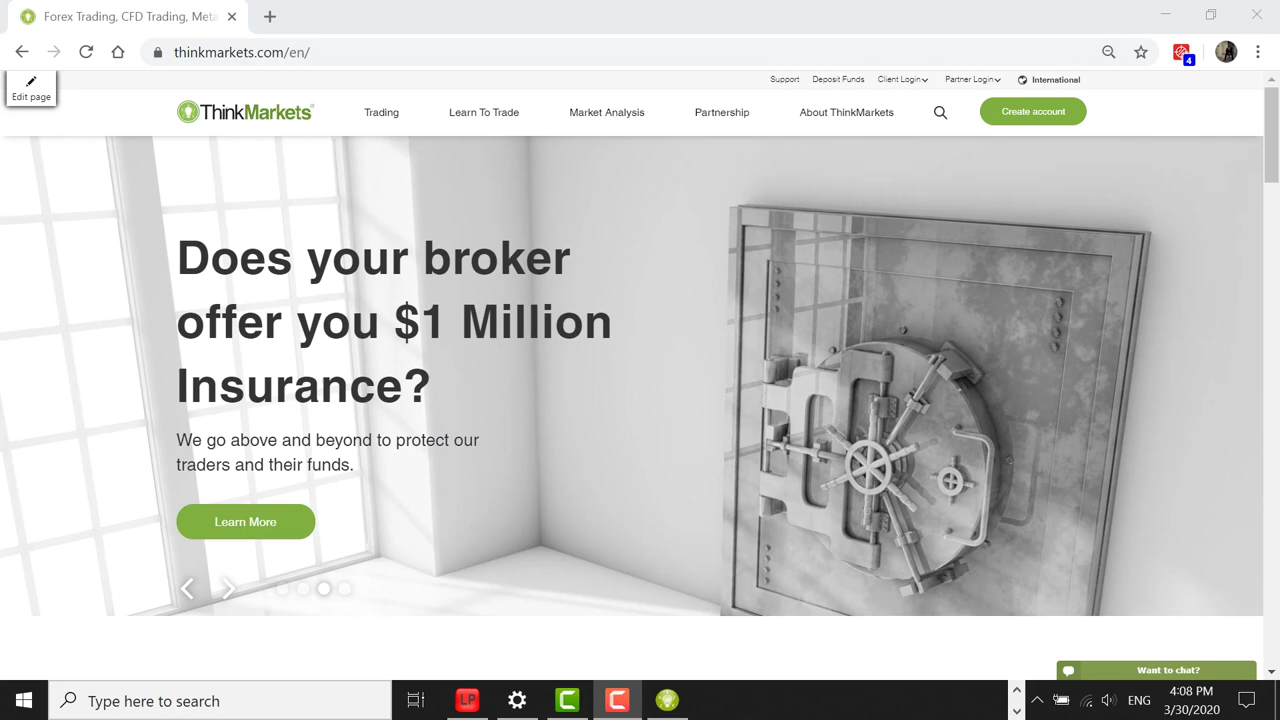 Forex Trading, CFD Trading, Meta
thinkmarkets.com/en/
4
Edit page
Support Deposit Funds Client Login Partner Login International
ThinkMarkets Trading Learn To Trade Market Analysis Partnership About ThinkMarkets Create account
Does your broker
offer you $1 Million
Insurance?
We go above and beyond to protect our
traders and their funds.
Learn More
Want to chat?
Type here to search
LP
ENG
4:08 PM
3/30/2020